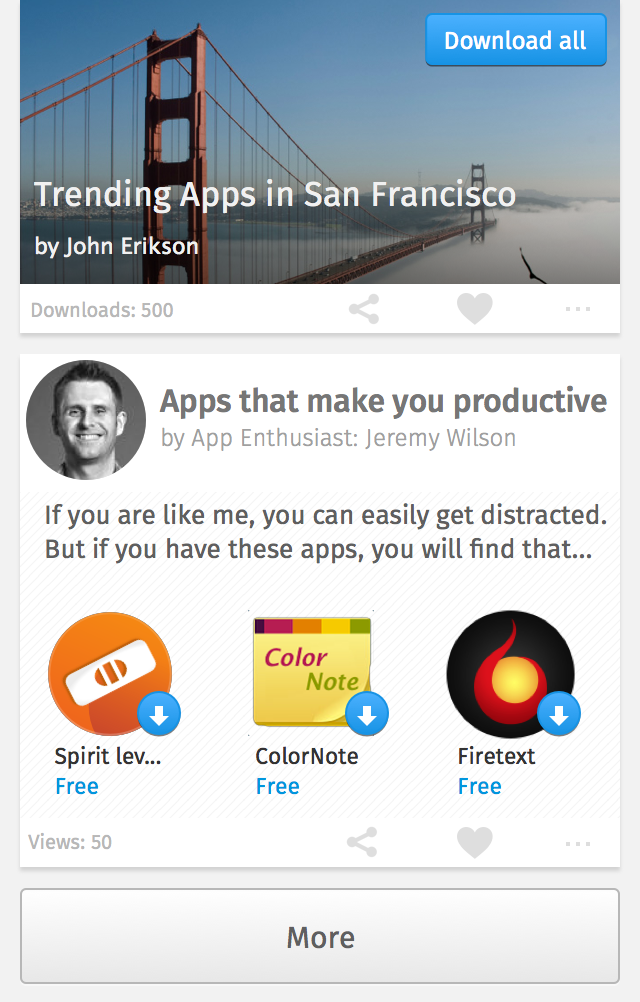 Download all
Trending Apps in San Francisco
by John Erikson
Downloads: 500
Apps that make you productive
by App Enthusiast: Jeremy Wilson
If you are like me, you can easily get distracted.
But if you have these apps, you will find that...
Color
Note
Spirit lev...
ColorNote
Firetext
Free
Free
Free
Views: 50
More